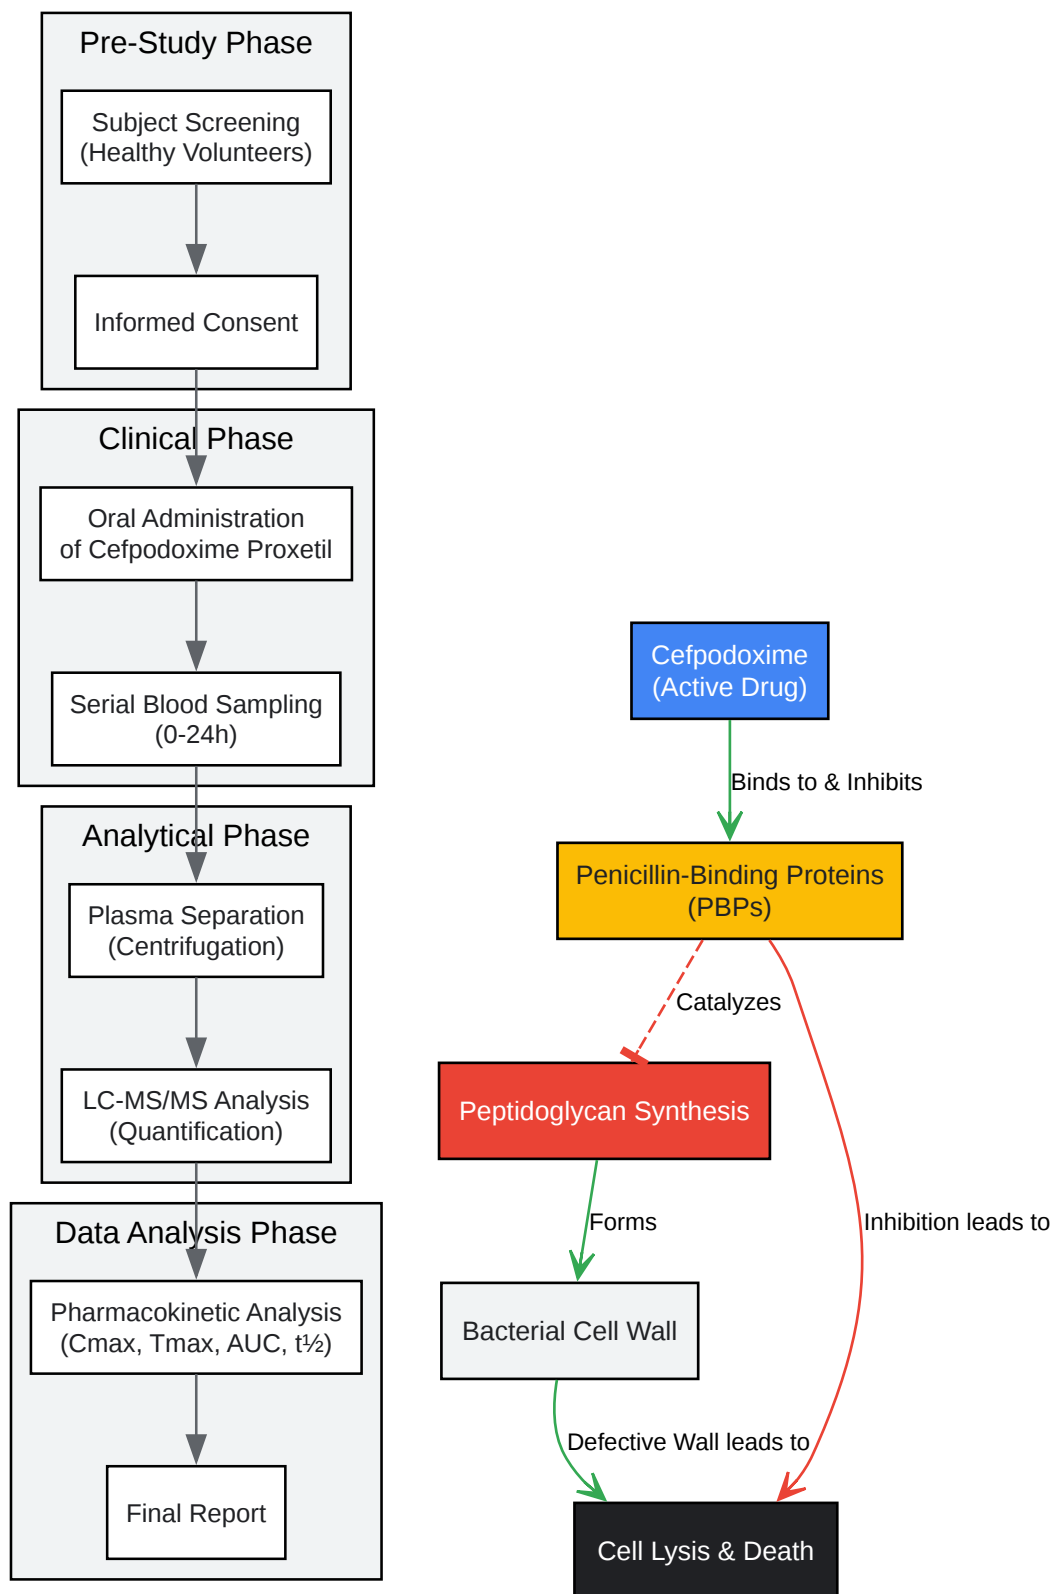 Pre-Study Phase
Subject Screening
(Healthy Volunteers)
Informed Consent
Clinical Phase
Oral Administration
of Cefpodoxime Proxetil
Serial Blood Sampling
(0-24h)
Analytical Phase
Plasma Separation
(Centrifugation)
LC-MS/MS Analysis
(Quantification)
Data Analysis Phase
Pharmacokinetic Analysis
(Cmax, Tmax, AUC, t½)
Final Report
Cefpodoxime
(Active Drug)
Binds to & Inhibits
Penicillin-Binding Proteins
(PBPs)
Catalyzes
Peptidoglycan Synthesis
Forms
Inhibition leads to
Bacterial Cell Wall
Defective Wall leads to
Cell Lysis & Death